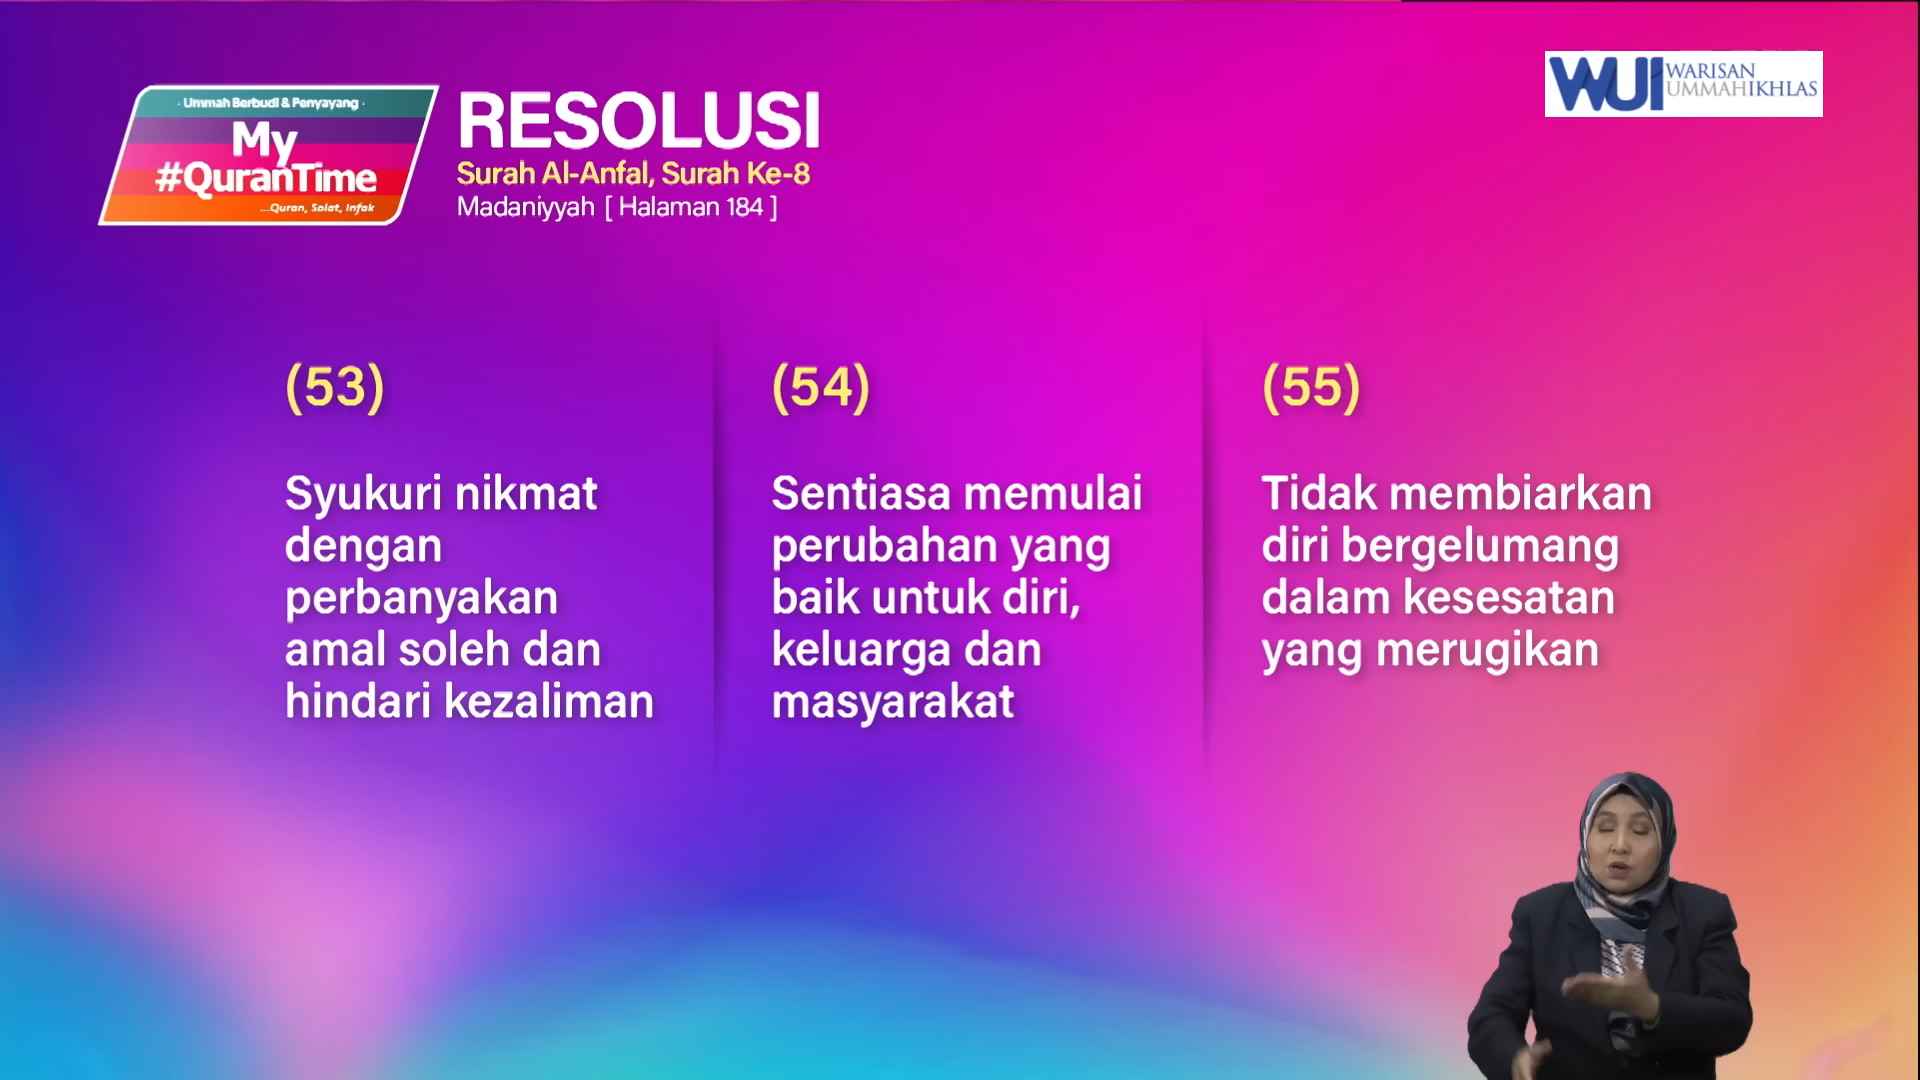 · Ummah Berbudi & Penyayang ·
My
#QuranTime
...Quran, Solat, Infak
RESOLUSI
Surah Al-Anfal, Surah Ke-8
Madaniyyah [ Halaman 184 ]
WUI WARISAN
UMMAHIKHLAS
(53)
Syukuri nikmat
dengan
perbanyakan
amal soleh dan
hindari kezaliman
(54)
Sentiasa memulai
perubahan yang
baik untuk diri,
keluarga dan
masyarakat
(55)
Tidak membiarkan
diri bergelumang
dalam kesesatan
yang merugikan